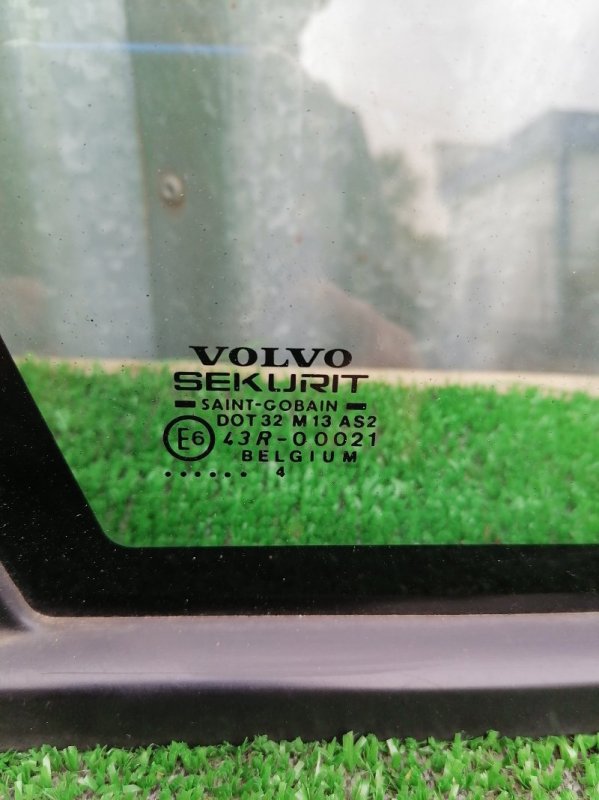 VOLVO
SEKURIT
SAINT-GOBAIN
DOT 32 M 13 AS2
E6 43R-00021
BELGIUM
...... 4